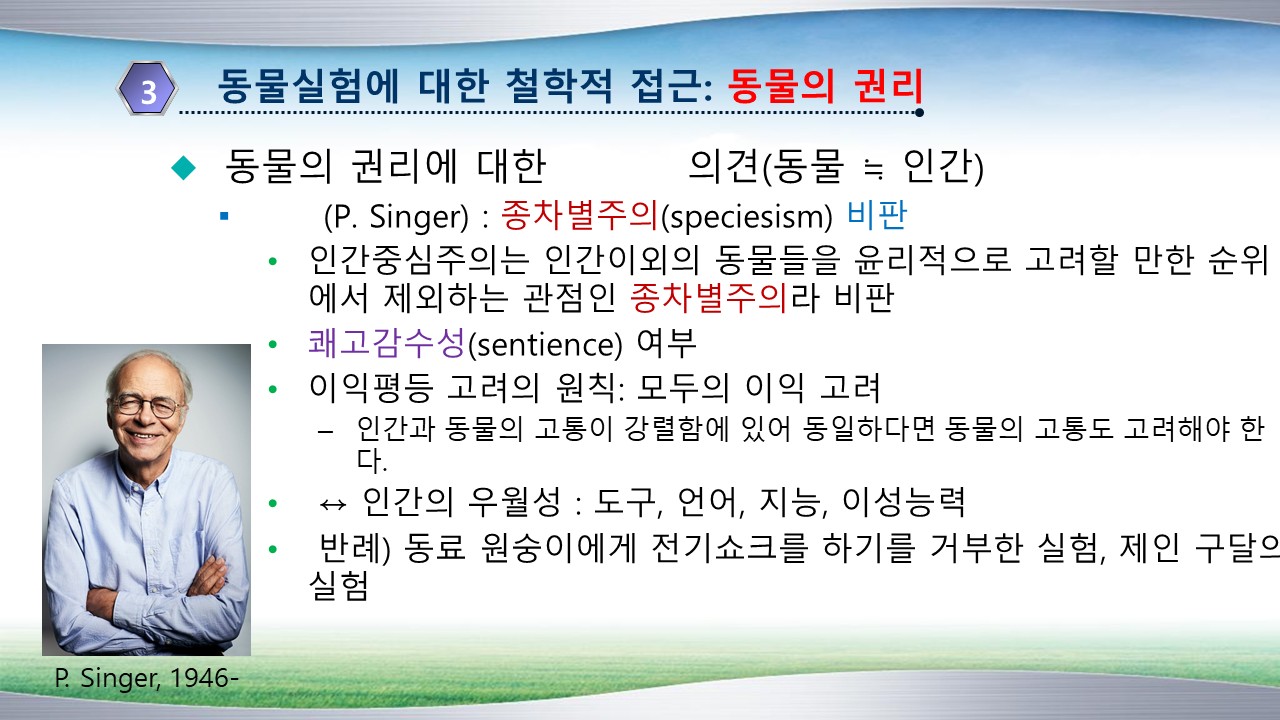 3
동물실험에 대한 철학적 접근: 동물의 권리
동물의 권리에 대한 의견(동물 ≒ 인간)
(P. Singer) : 종차별주의(speciesism) 비판
인간중심주의는 인간이외의 동물들을 윤리적으로 고려할 만한 순위
에서 제외하는 관점인 종차별주의라 비판
쾌고감수성(sentience) 여부
이익평등 고려의 원칙: 모두의 이익 고려
– 인간과 동물의 고통이 강렬함에 있어 동일하다면 동물의 고통도 고려해야 한
다.
↔ 인간의 우월성 : 도구, 언어, 지능, 이성능력
반례) 동료 원숭이에게 전기쇼크를 하기를 거부한 실험, 제인 구달의
실험
P. Singer, 1946-